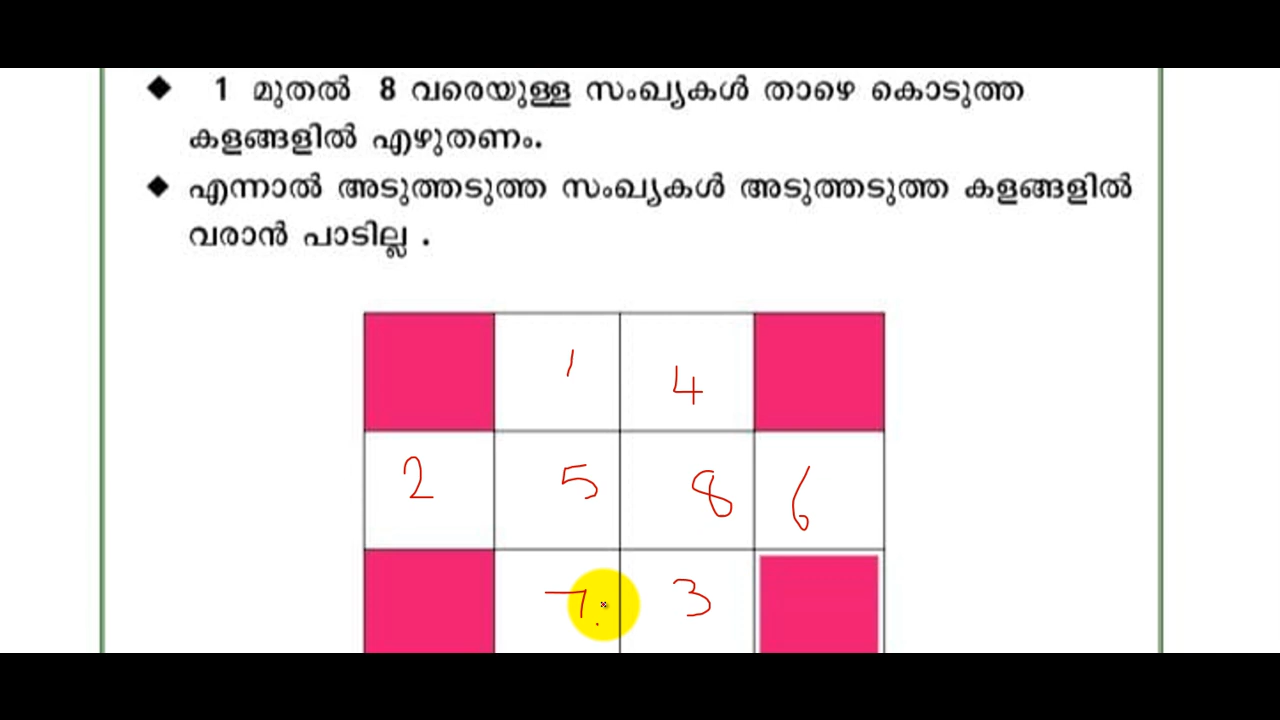 ◆ 1 മുതൽ 8 വരെയുള്ള സംഖ്യകൾ താഴെ കൊടുത്ത
കളങ്ങളിൽ എഴുതണം.
◆ എന്നാൽ അടുത്തടുത്ത സംഖ്യകൾ അടുത്തടുത്ത കളങ്ങളിൽ
വരാൻ പാടില്ല .
1 4
2 5 8 6
7 3